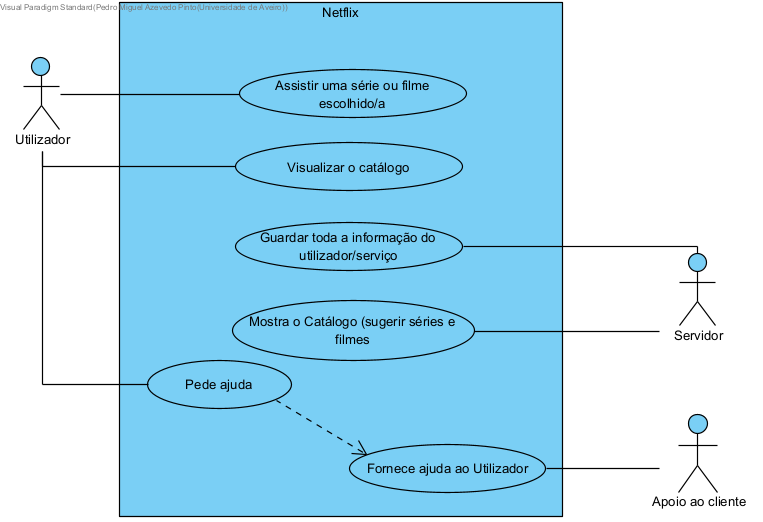 Visual Paradigm Standard(Pedro Miguel Azevedo Pinto(Universidade de Aveiro))
Netflix
Assistir uma série ou filme
escolhido/a
Utilizador
Visualizar o catálogo
Guardar toda a informação do
utilizador/serviço
Mostra o Catálogo (sugerir séries e
filmes
Servidor
Pede ajuda
Fornece ajuda ao Utilizador
Apoio ao cliente